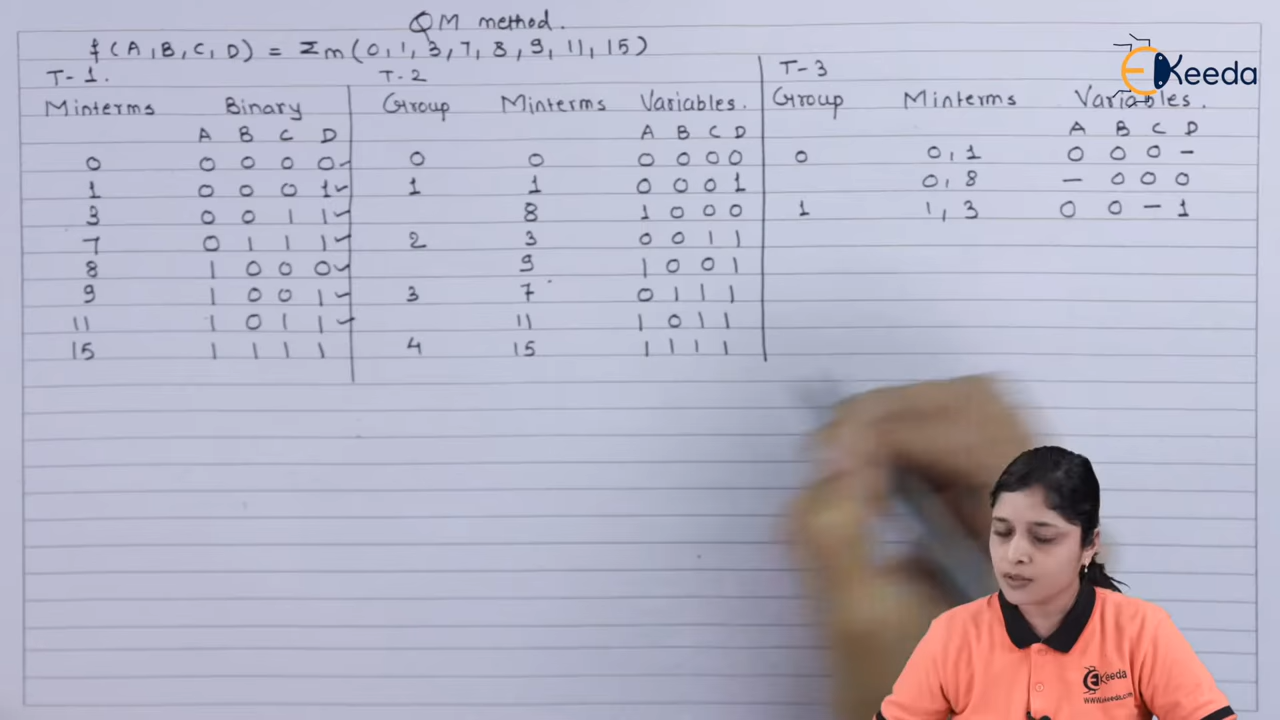 QM method.
f(A,B,C,D) = Σm(0,1,3,7,8,9,11,15)
T-1. T-2 T-3
Minterms Binary Group Minterms Variables. Group Minterms Variables.
A B C D A B C D A B C D
0 0 0 0 0 ✓ 0 0 0 0 0 0 0 0,1 0 0 0 -
1 0 0 0 1 ✓ 1 1 0 0 0 1 0,8 - 0 0 0
3 0 0 1 1 ✓ 8 1 0 0 0 1 1,3 0 0 - 1
7 0 1 1 1 ✓ 2 3 0 0 1 1
8 1 0 0 0 ✓ 9 1 0 0 1
9 1 0 0 1 ✓ 3 7 0 1 1 1
11 1 0 1 1 ✓ 11 1 0 1 1
15 1 1 1 1 4 15 1 1 1 1
eKeeda
eKeeda
www.ekeeda.com